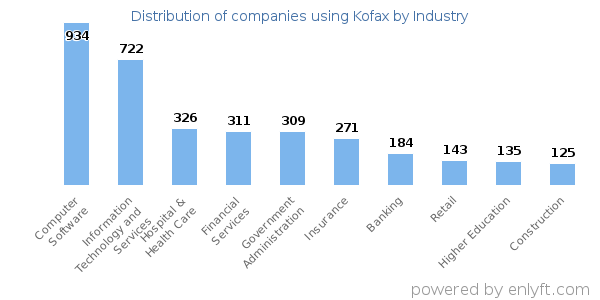 Distribution of companies using Kofax by Industry
934
722
326
311
309
271
184
143
135
125
Computer
Software
Information
Technology and
Services
Hospital &
Health Care
Financial
Services
Government
Administration
Insurance
Banking
Retail
Higher Education
Construction
powered by enlyft.com